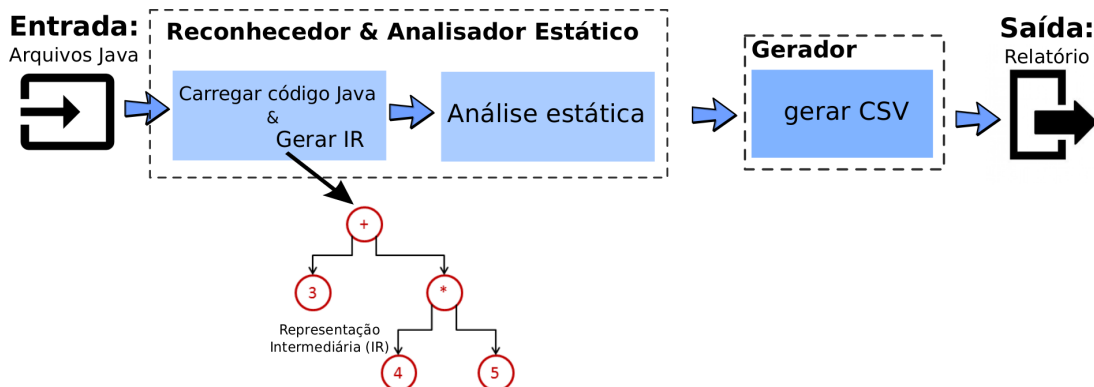 Entrada:
Arquivos Java
Reconhecedor & Analisador Estático
Carregar código Java
&
Gerar IR
Análise estática
Gerador
gerar CSV
Saída:
Relatório
+
3
*
Representação
Intermediária (IR)
4
5